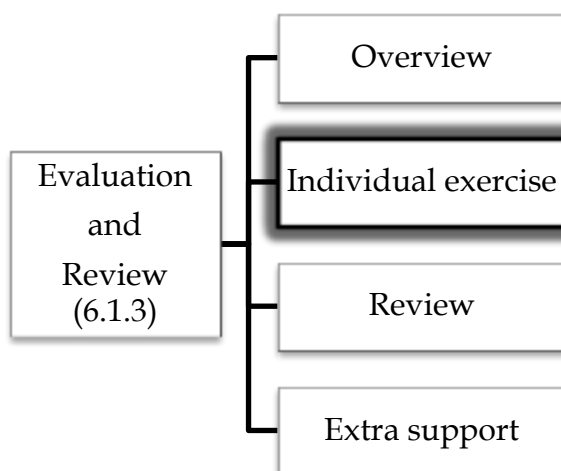 Overview
Individual exercise
Evaluation
and
Review
(6.1.3)
Review
Extra support